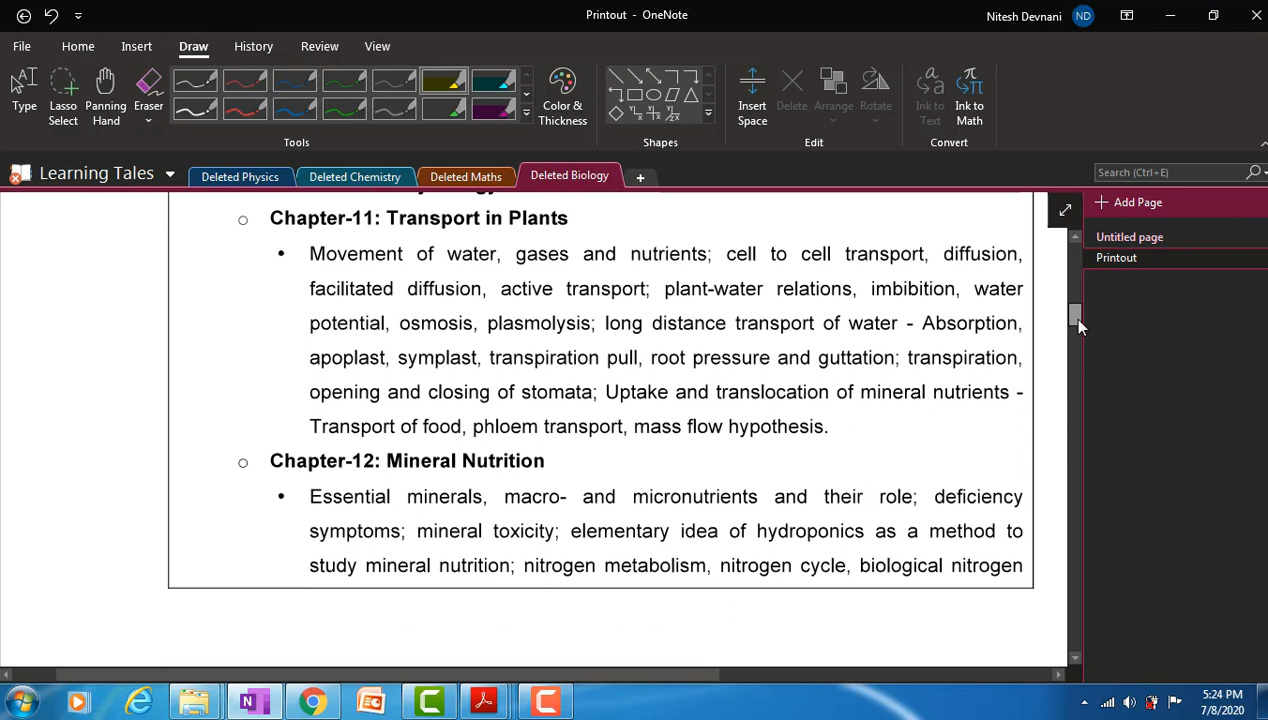 Printout - OneNote
Nitesh Devnani ND
File Home Insert Draw History Review View
Type
Lasso Select
Panning Hand
Eraser
Color & Thickness
Insert Space
Delete
Arrange
Rotate
Ink to Text
Ink to Math
Tools Shapes Edit Convert
Learning Tales Deleted Physics Deleted Chemistry Deleted Maths Deleted Biology + Search (Ctrl+E)
Add Page
Untitled page
Printout
Chapter-11: Transport in Plants
Movement of water, gases and nutrients; cell to cell transport, diffusion,
facilitated diffusion, active transport; plant-water relations, imbibition, water
potential, osmosis, plasmolysis; long distance transport of water - Absorption,
apoplast, symplast, transpiration pull, root pressure and guttation; transpiration,
opening and closing of stomata; Uptake and translocation of mineral nutrients -
Transport of food, phloem transport, mass flow hypothesis.
Chapter-12: Mineral Nutrition
Essential minerals, macro- and micronutrients and their role; deficiency
symptoms; mineral toxicity; elementary idea of hydroponics as a method to
study mineral nutrition; nitrogen metabolism, nitrogen cycle, biological nitrogen
5:24 PM
7/8/2020